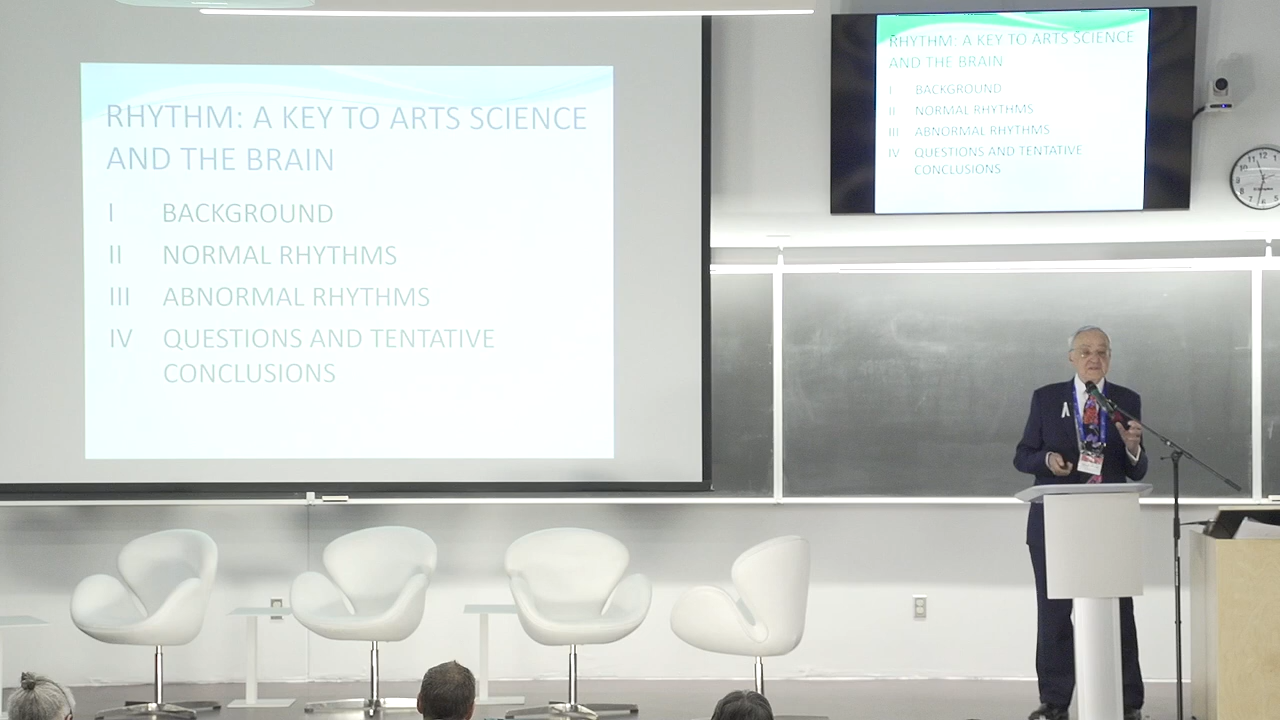 RHYTHM: A KEY TO ARTS SCIENCE
AND THE BRAIN
I BACKGROUND
II NORMAL RHYTHMS
III ABNORMAL RHYTHMS
IV QUESTIONS AND TENTATIVE
CONCLUSIONS
RHYTHM: A KEY TO ARTS SCIENCE
AND THE BRAIN
I BACKGROUND
II NORMAL RHYTHMS
III ABNORMAL RHYTHMS
IV QUESTIONS AND TENTATIVE
CONCLUSIONS